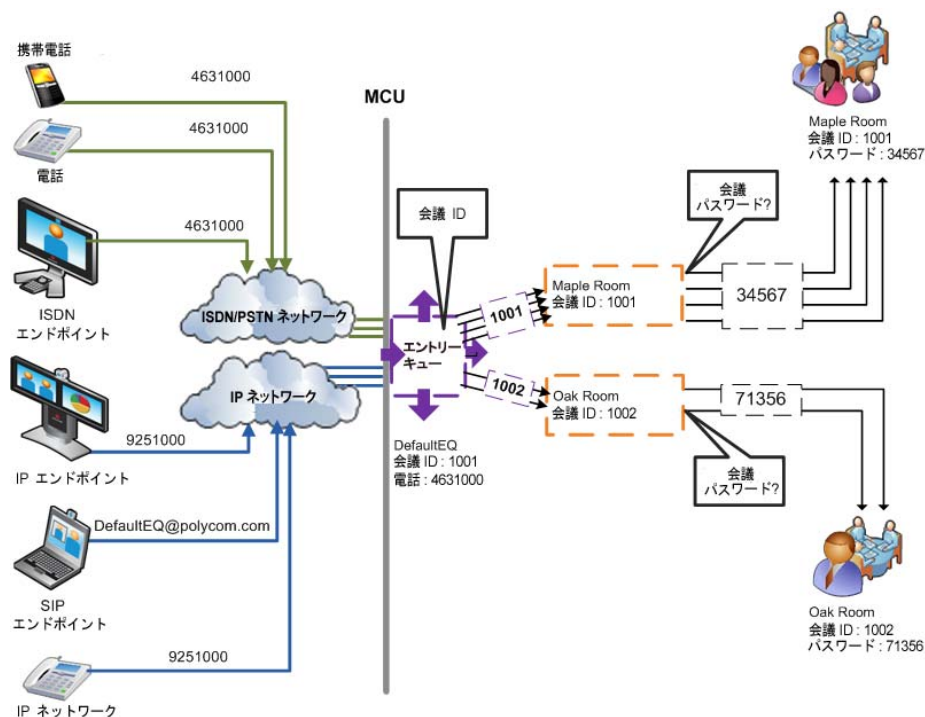 携帯電話
4631000
電話
4631000
ISDN
エンドポイント
4631000
IP エンドポイント
9251000
SIP
エンドポイント
DefaultEQ@polycom.com
IP ネットワーク
9251000
ISDN/PSTN ネットワーク
IP ネットワーク
MCU
会議 ID
エントリー
キュー
DefaultEQ
会議 ID : 1001
電話 : 4631000
1001
1002
Maple Room
会議 ID : 1001
会議
パスワード?
34567
Maple Room
会議 ID : 1001
パスワード : 34567
Oak Room
会議 ID : 1002
会議
パスワード?
71356
Oak Room
会議 ID : 1002
パスワード : 71356